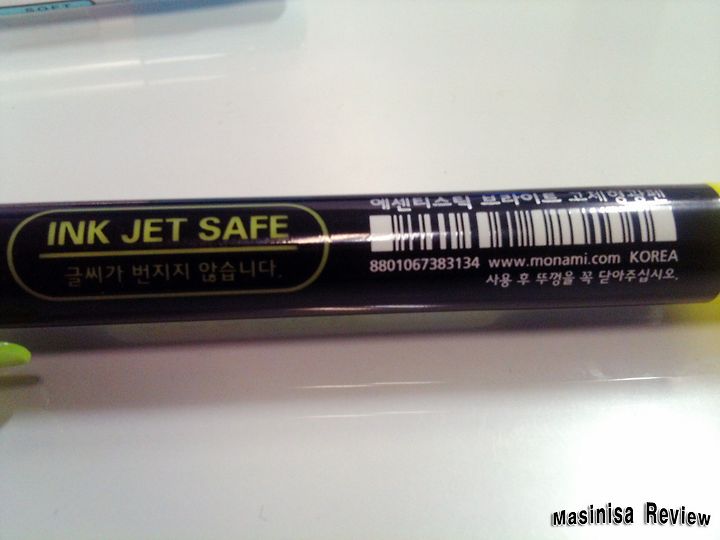 SOFT
INK JET SAFE
글씨가 번지지 않습니다.
에센티스틱 브라이트 고체형광펜
8801067383134 www.monami.com KOREA
사용 후 뚜껑을 꼭 닫아주십시오.
Masinisa Review